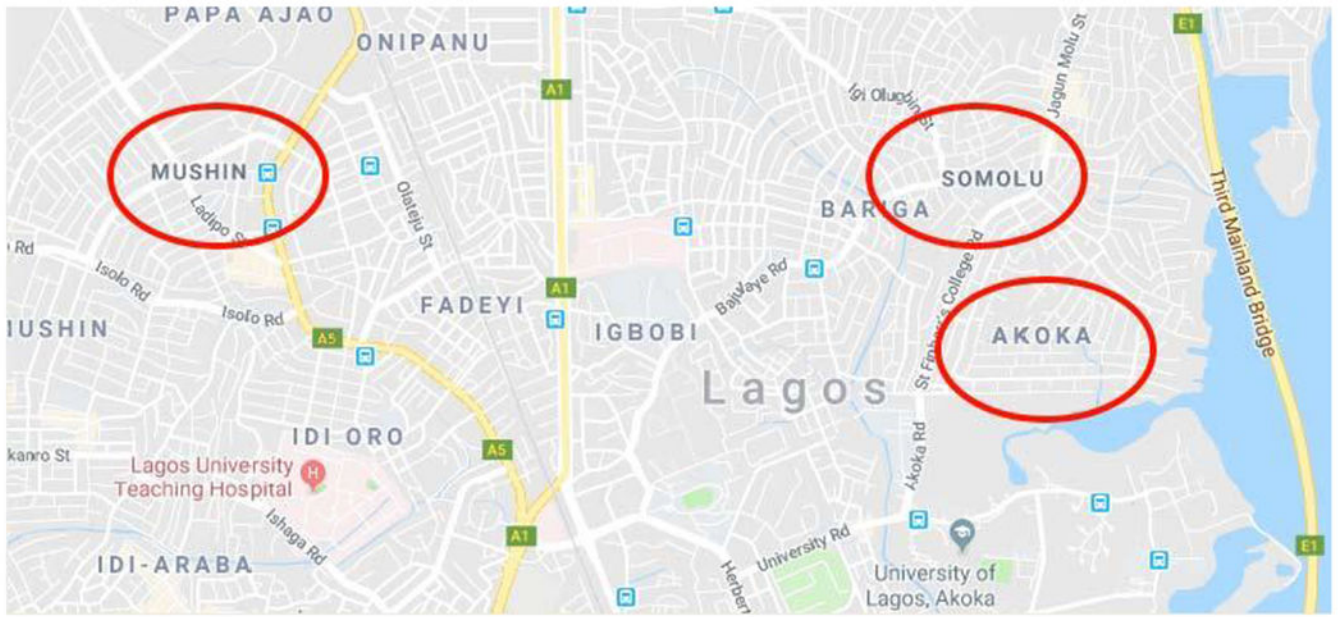 PAPA AJAO
ONIPANU
E1
Jagun Molu St
A1
Igi Olugbin St
MUSHIN
SOMOLU
Ladipo St
Olateju St
BARIGA
Third Mainland Bridge
Rd
Isolo Rd
Isolo Rd
A1
FADEYI
Bajulaye Rd
St Finbarr's College Rd
IGBOBI
AKOKA
MUSHIN
A5
Lagos
IDI ORO
A5
kanro St
Lagos University
Teaching Hospital
H
Akoka Rd
Ishaga Rd
A1
University Rd
E1
IDI-ARABA
Herbert
University of
Lagos, Akoka